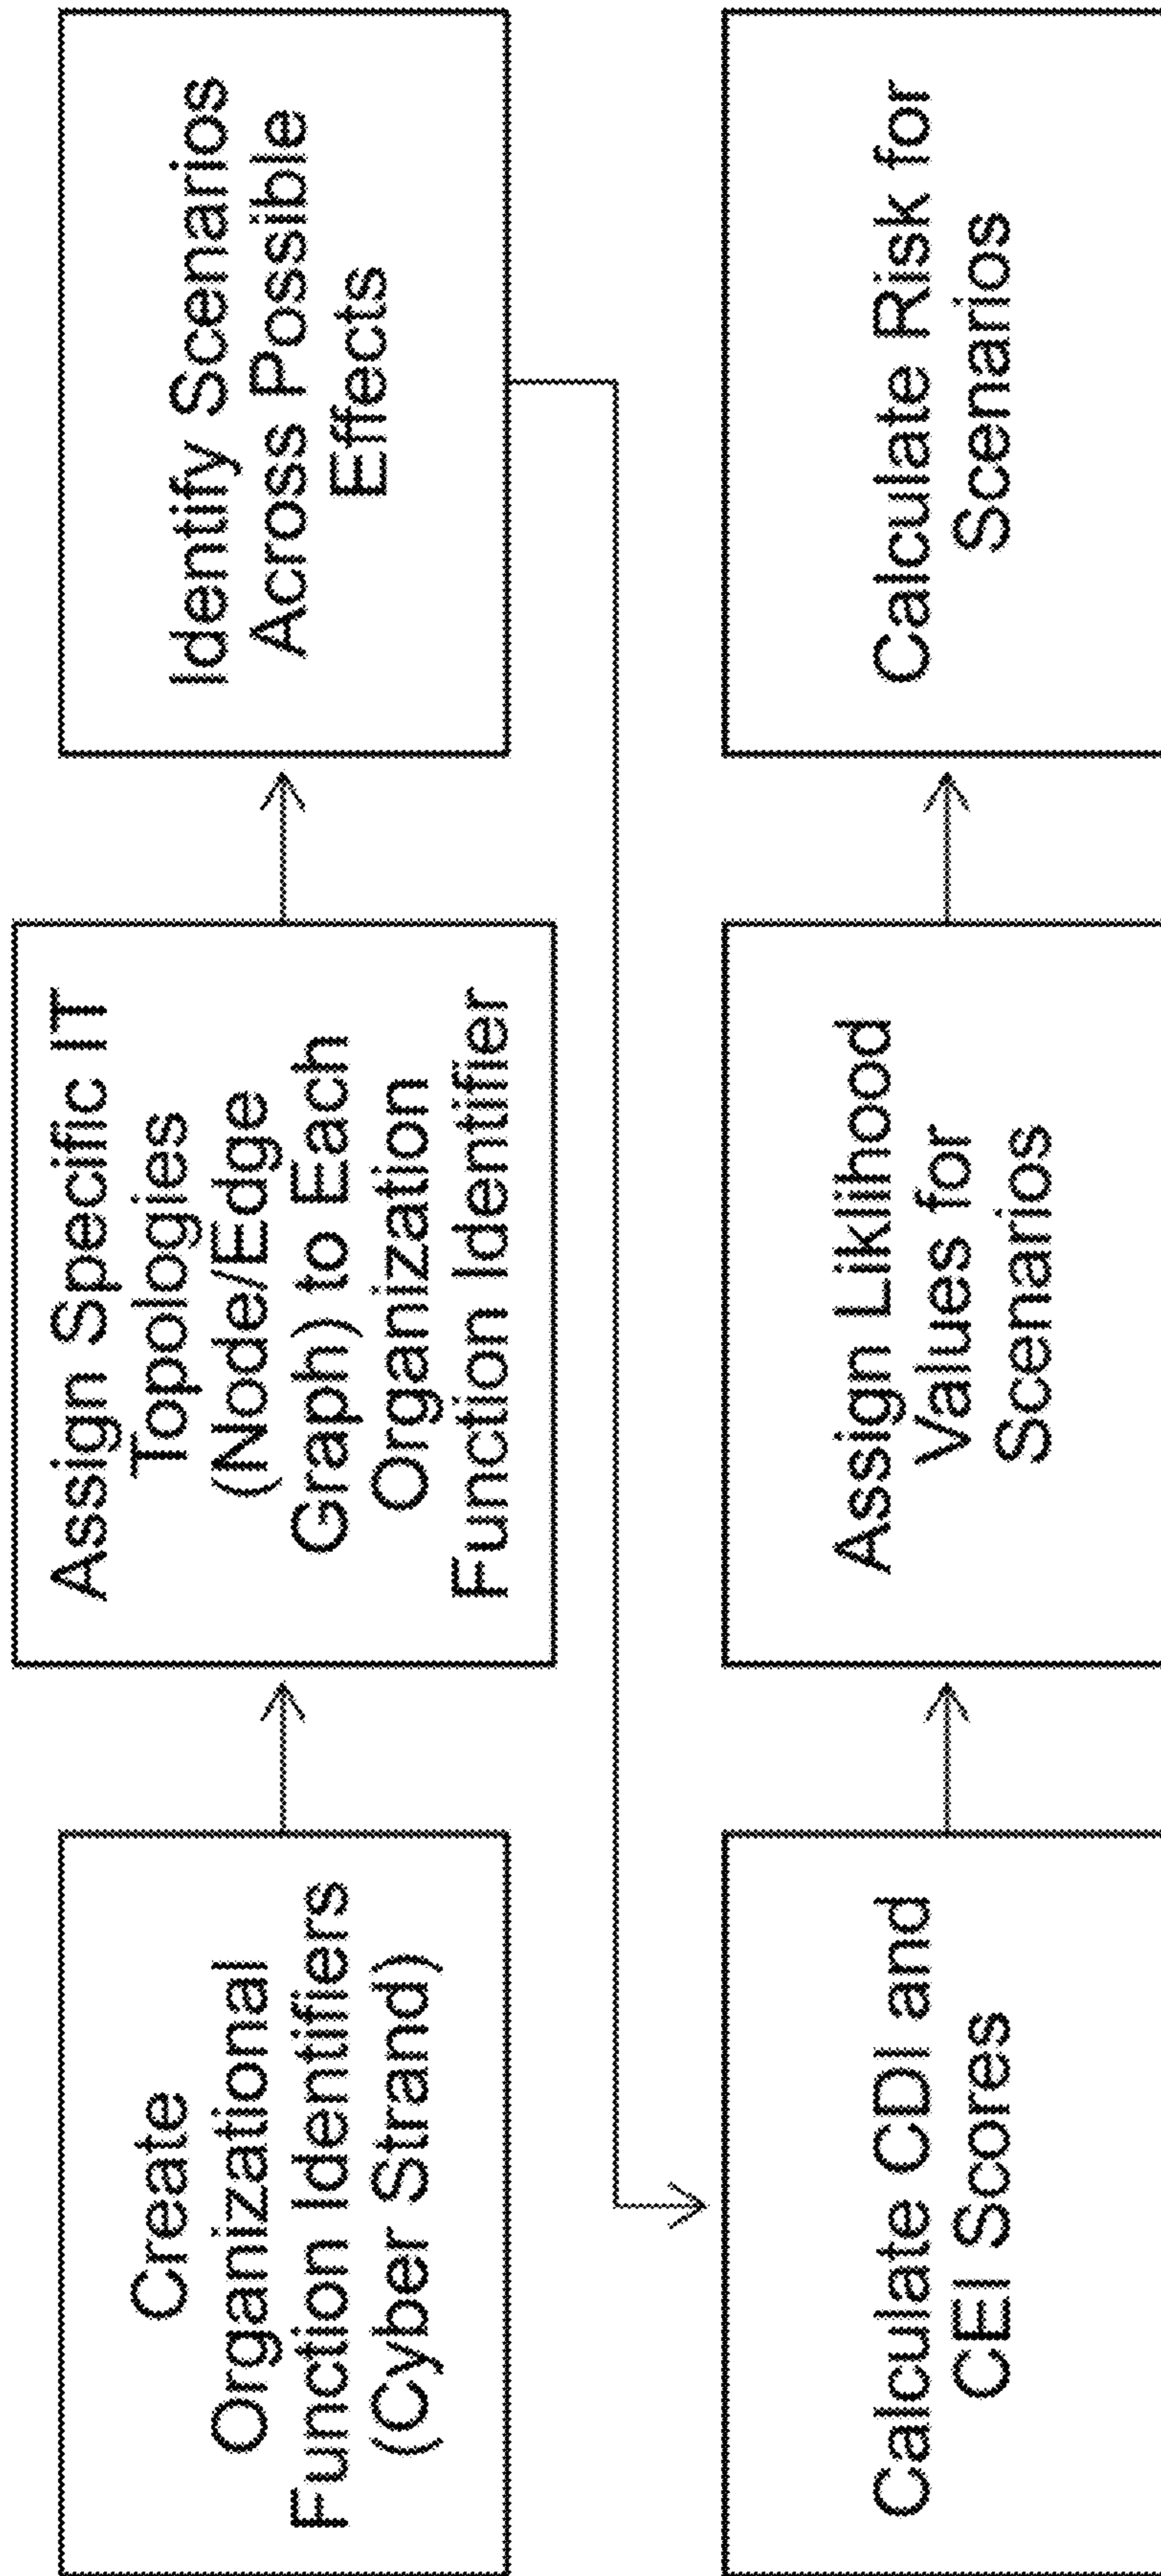 Create
Organizational
Function Identifiers
(Cyber Strand)
Assign Specific IT
Topologies
(Node/Edge
Graph) to Each
Organization
Function Identifier
Identify Scenarios
Across Possible
Effects
Calculate CDI and
CEI Scores
Assign Liklihood
Values for
Scenarios
Calculate Risk for
Scenarios